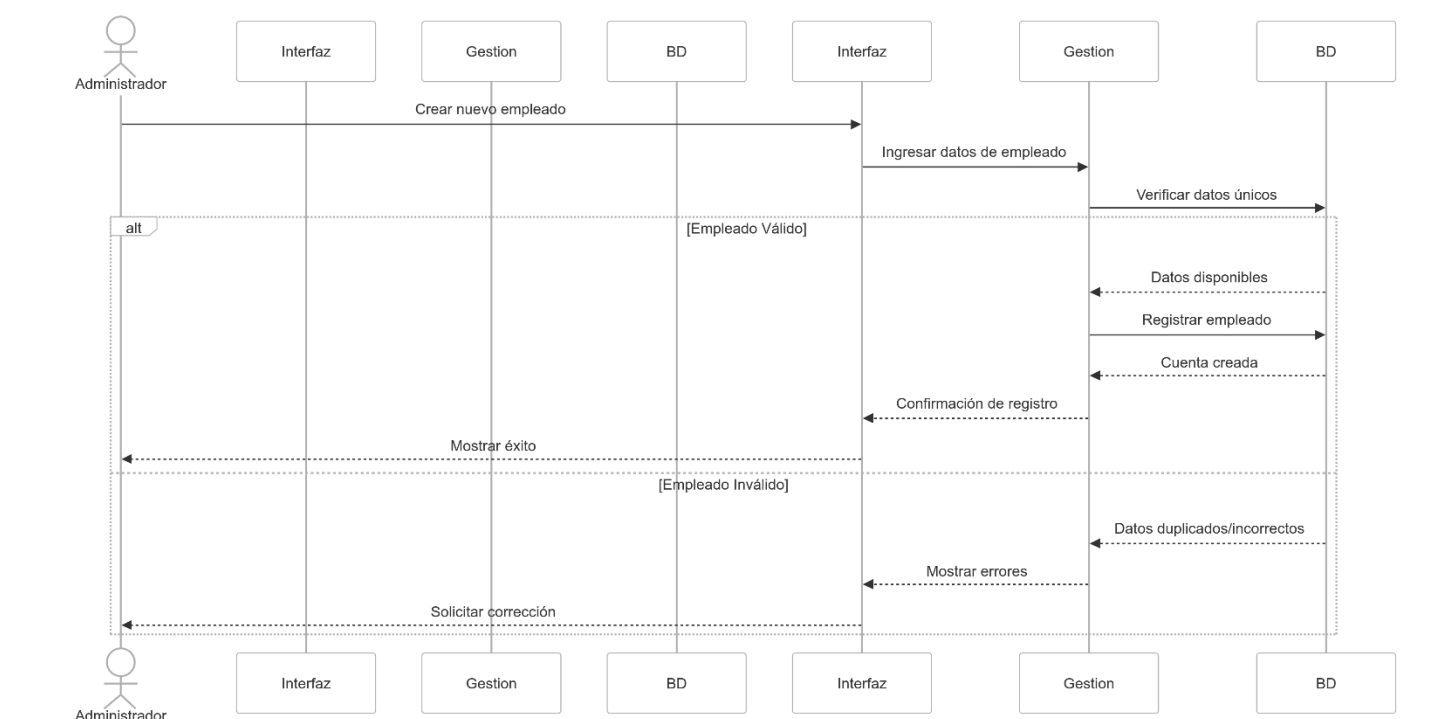 Administrador
Interfaz
Gestion
BD
Interfaz
Gestion
BD
Crear nuevo empleado
Ingresar datos de empleado
Verificar datos únicos
alt
[Empleado Válido]
Datos disponibles
Registrar empleado
Cuenta creada
Confirmación de registro
Mostrar éxito
[Empleado Inválido]
Datos duplicados/incorrectos
Mostrar errores
Solicitar corrección
Administrador
Interfaz
Gestion
BD
Interfaz
Gestion
BD